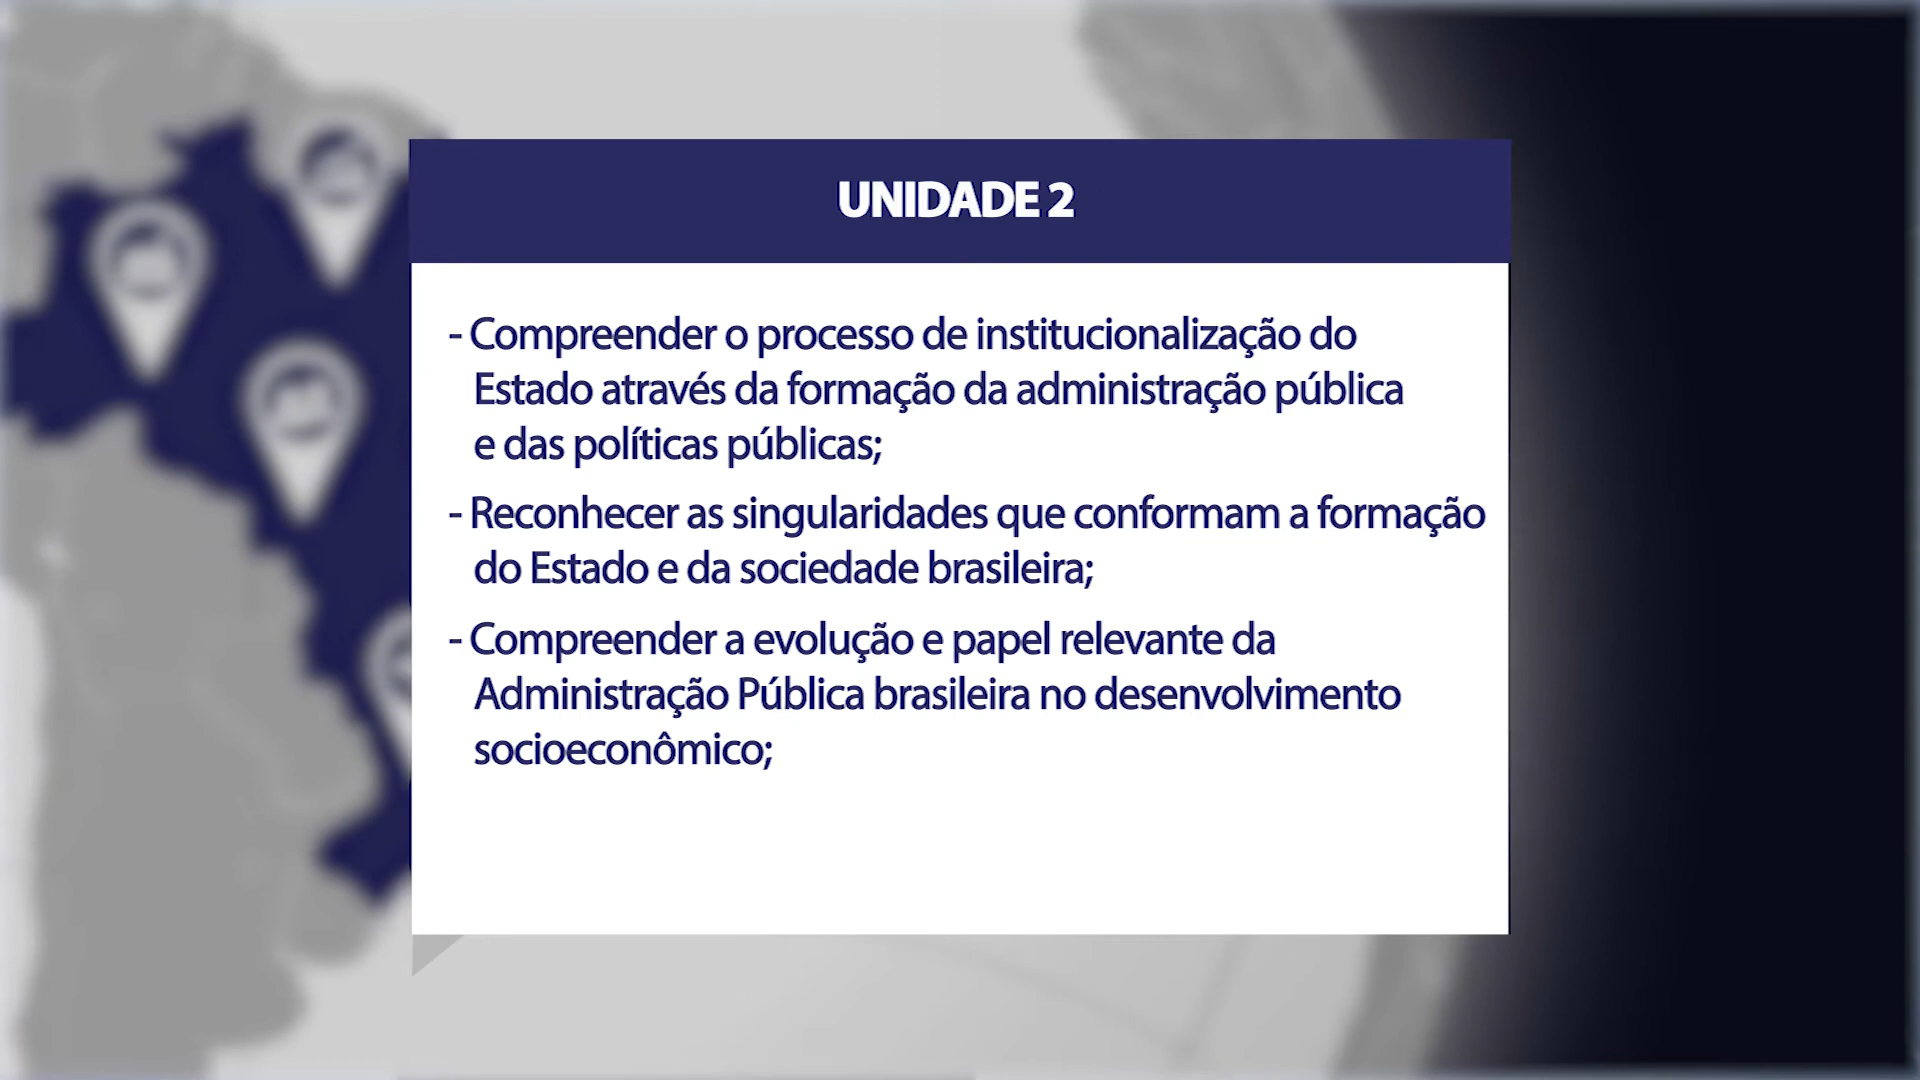 UNIDADE 2
- Compreender o processo de institucionalização do
Estado através da formação da administração pública
e das políticas públicas;
- Reconhecer as singularidades que conformam a formação
do Estado e da sociedade brasileira;
- Compreender a evolução e papel relevante da
Administração Pública brasileira no desenvolvimento
socioeconômico;